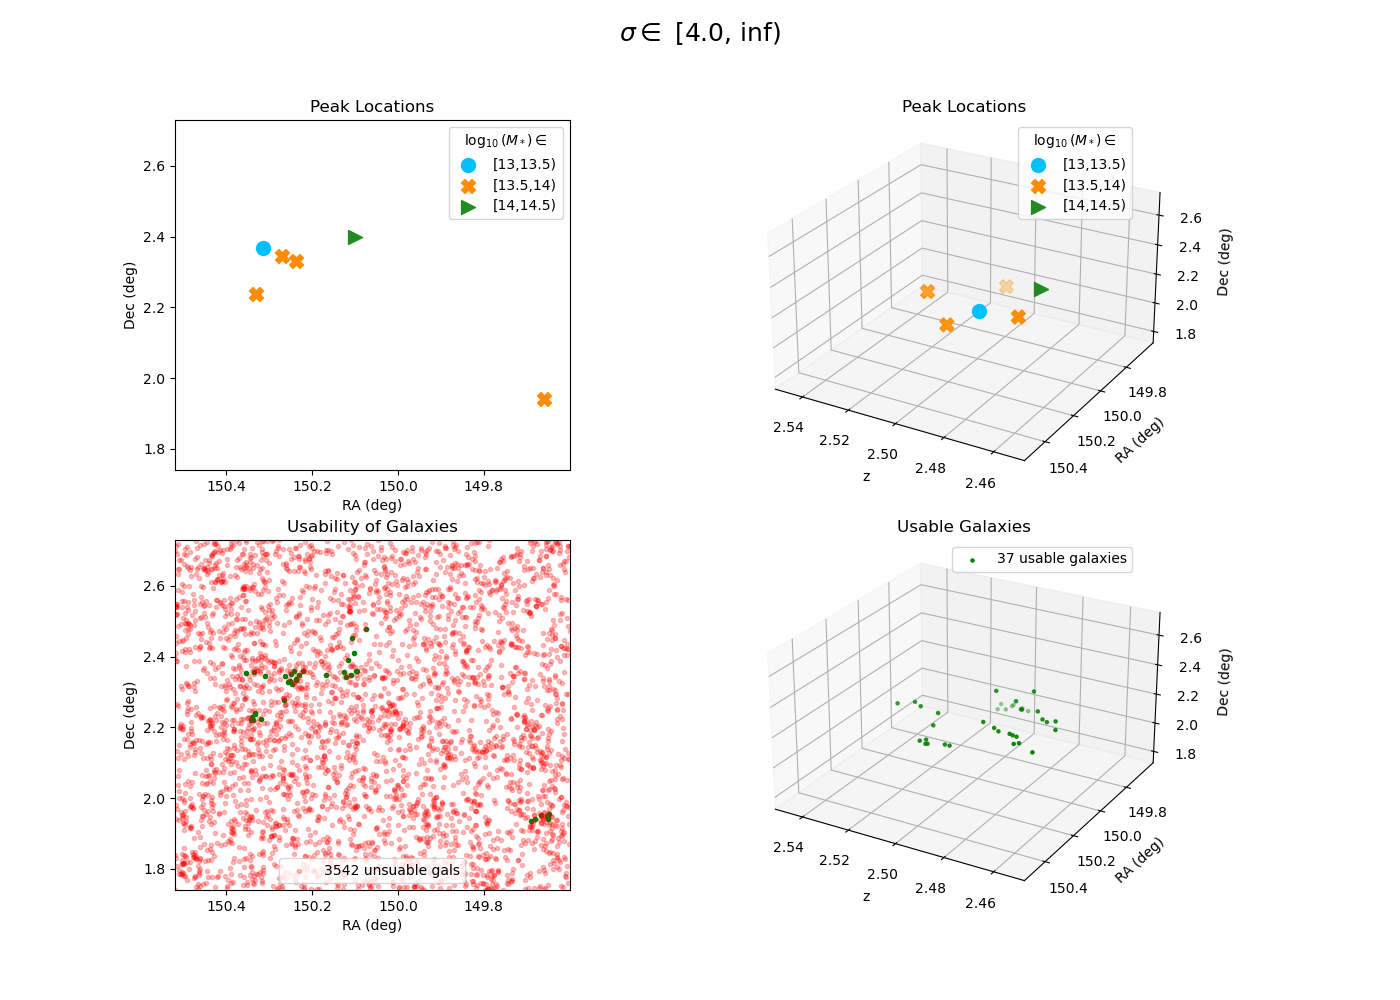 σ ∈ [4.0, inf)
Peak Locations
log₁₀(M*) ∈
[13,13.5)
[13.5,14)
[14,14.5)
2.6
2.4
2.2
2.0
1.8
Dec (deg)
150.4 150.2 150.0 149.8
RA (deg)
Peak Locations
log₁₀(M*) ∈
[13,13.5)
[13.5,14)
[14,14.5)
2.6
2.4
2.2
2.0
1.8
Dec (deg)
149.8
150.0
150.2
150.4
RA (deg)
2.54
2.52
2.50
2.48
2.46
z
Usability of Galaxies
2.6
2.4
2.2
2.0
1.8
Dec (deg)
3542 unsuable gals
150.4 150.2 150.0 149.8
RA (deg)
Usable Galaxies
37 usable galaxies
2.6
2.4
2.2
2.0
1.8
Dec (deg)
149.8
150.0
150.2
150.4
RA (deg)
2.54
2.52
2.50
2.48
2.46
z